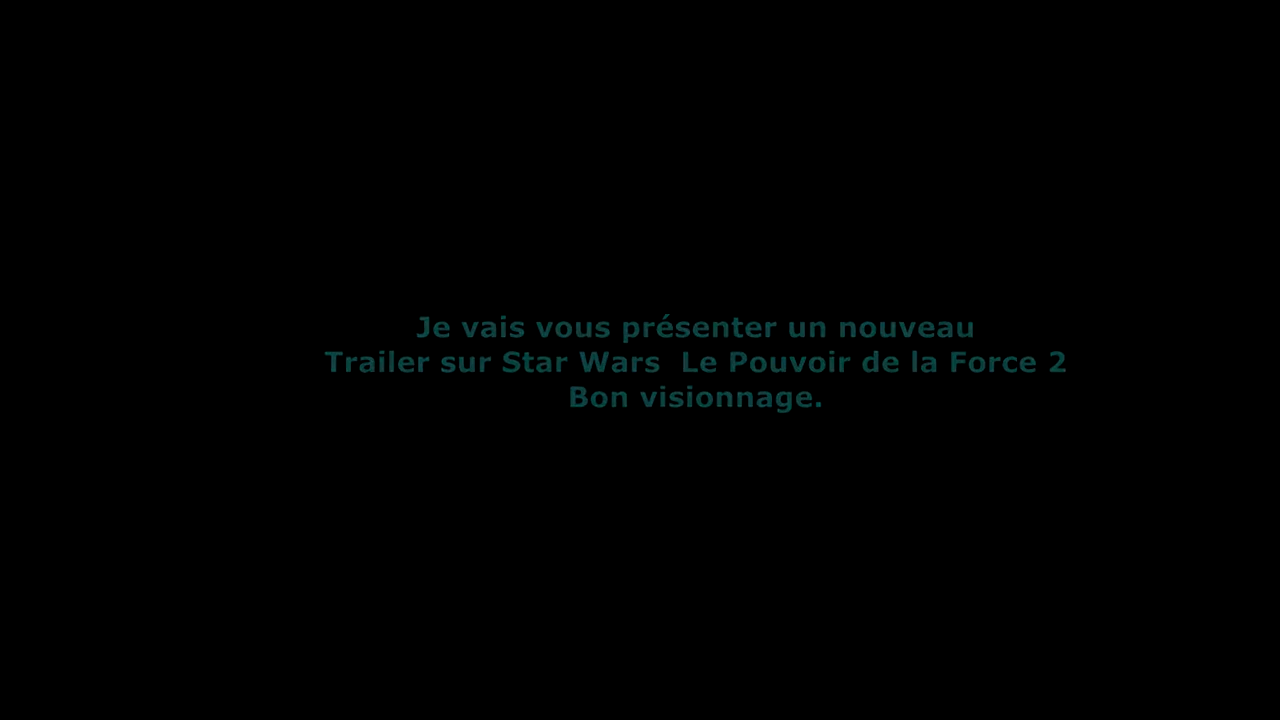 Je vais vous présenter un nouveau
Trailer sur Star Wars  Le Pouvoir de la Force 2
Bon visionnage.